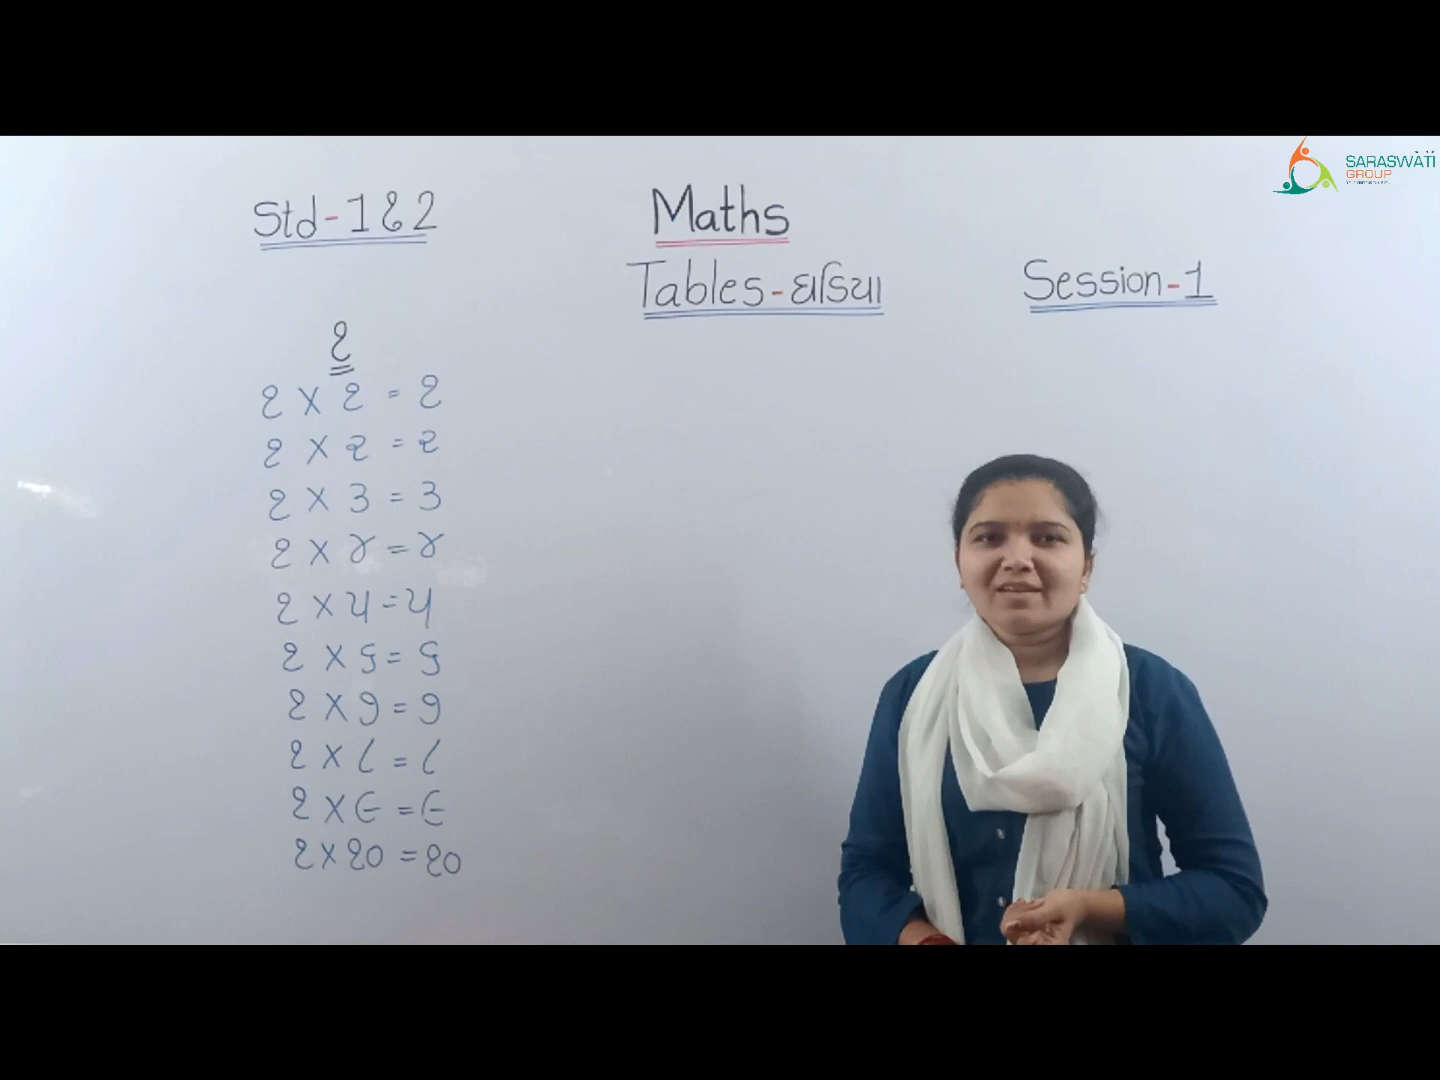 SARASWATI
GROUP
Std-1 & 2
Maths
Tables-ઘડિયા
Session-1
૧
૧ X ૧ = ૧
૧ X ૨ = ૨
૧ X ૩ = ૩
૧ X ૪ = ૪
૧ X ૫ = ૫
૧ X ૬ = ૬
૧ X ૭ = ૭
૧ X ૮ = ૮
૧ X ૯ = ૯
૧ X ૧૦ = ૧૦